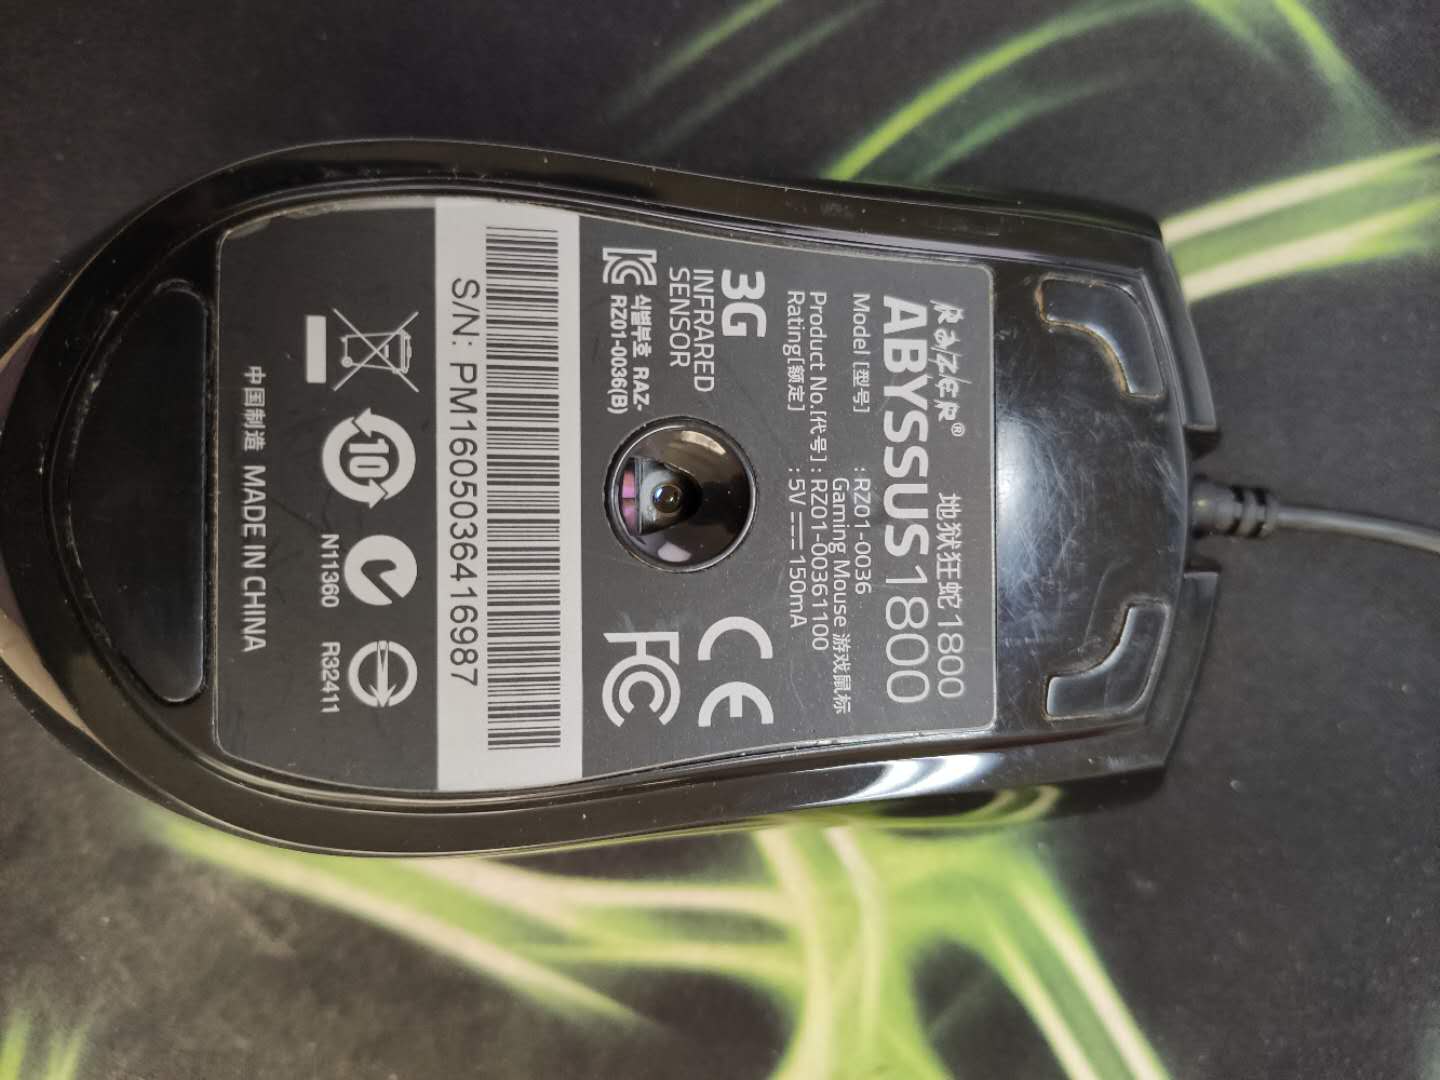 RAZER® 地狱狂蛇1800
ABYSSUS1800
Model [型号] : RZ01-0036
Gaming Mouse 游戏鼠标
Product No.[代号] : RZ01-00361100
Rating[额定] : 5V ⎓ 150mA
3G
INFRARED
SENSOR
CE
FC
KC 식별부호 RAZ-
RZ01-0036(B)
S/N: PM1605036416987
10
N11360
R32411
中国制造 MADE IN CHINA